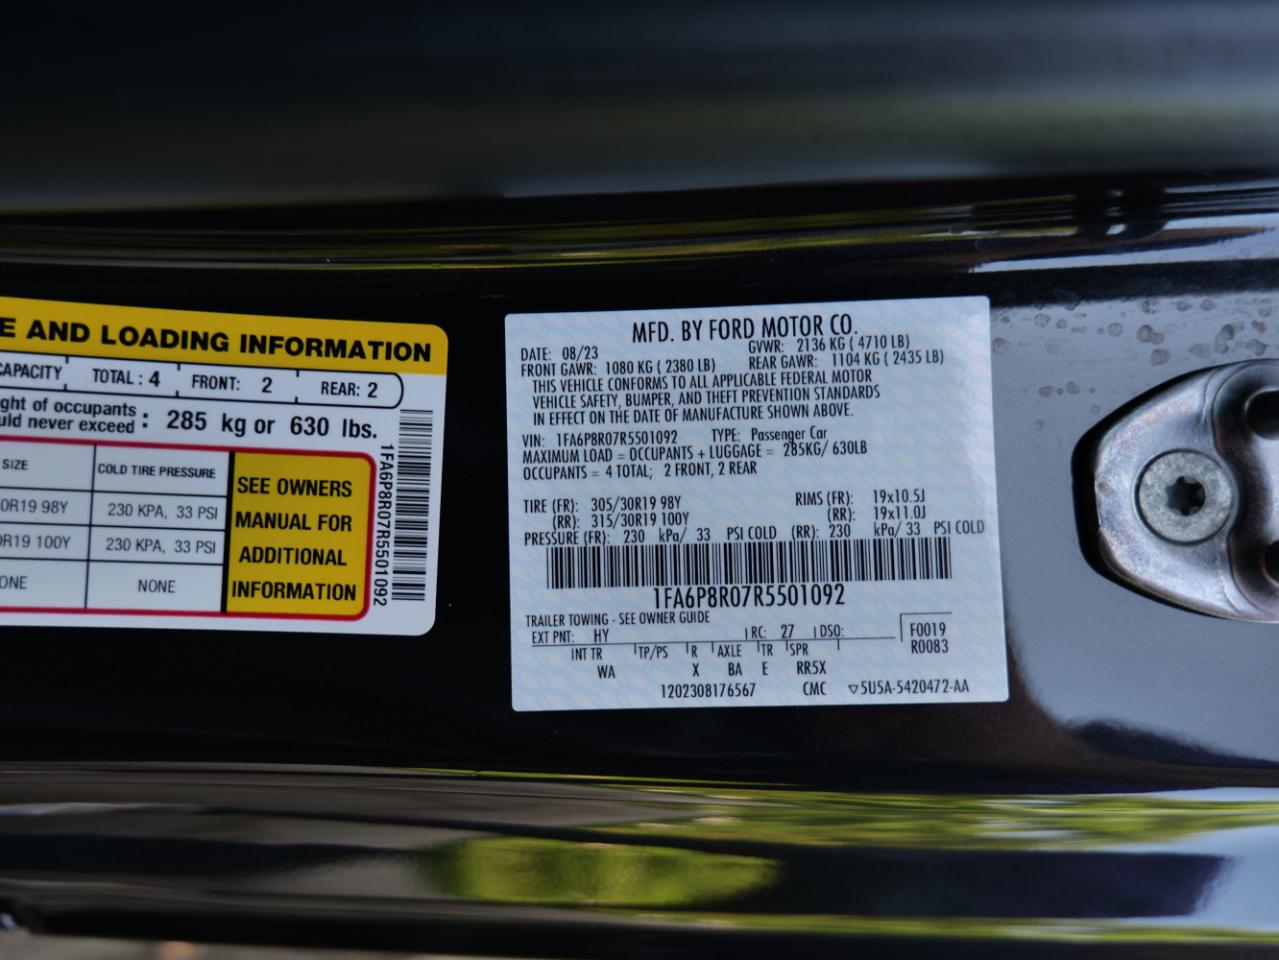 E AND LOADING INFORMATION
CAPACITY TOTAL : 4 FRONT: 2 REAR: 2
ght of occupants
uld never exceed : 285 kg or 630 lbs.
SIZE COLD TIRE PRESSURE
0R19 98Y 230 KPA, 33 PSI
R19 100Y 230 KPA, 33 PSI
ONE NONE
SEE OWNERS
MANUAL FOR
ADDITIONAL
INFORMATION
1FA6P8R07R5501092
MFD. BY FORD MOTOR CO.
DATE: 08/23 GVWR: 2136 KG ( 4710 LB)
FRONT GAWR: 1080 KG ( 2380 LB) REAR GAWR: 1104 KG ( 2435 LB)
THIS VEHICLE CONFORMS TO ALL APPLICABLE FEDERAL MOTOR
VEHICLE SAFETY, BUMPER, AND THEFT PREVENTION STANDARDS
IN EFFECT ON THE DATE OF MANUFACTURE SHOWN ABOVE.
VIN: 1FA6P8R07R5501092 TYPE: Passenger Car
MAXIMUM LOAD = OCCUPANTS + LUGGAGE = 285KG/ 630LB
OCCUPANTS = 4 TOTAL; 2 FRONT, 2 REAR
TIRE (FR): 305/30R19 98Y RIMS (FR): 19x10.5J
(RR): 315/30R19 100Y (RR): 19x11.0J
PRESSURE (FR): 230 kPa/ 33 PSI COLD (RR): 230 kPa/ 33 PSI COLD
1FA6P8R07R5501092
TRAILER TOWING - SEE OWNER GUIDE
EXT PNT: HY RC: 27 DSO: F0019
R0083
INT TR TP/PS R AXLE TR SPR
WA X BA E RR5X
1202308176567 CMC ▽5U5A-5420472-AA